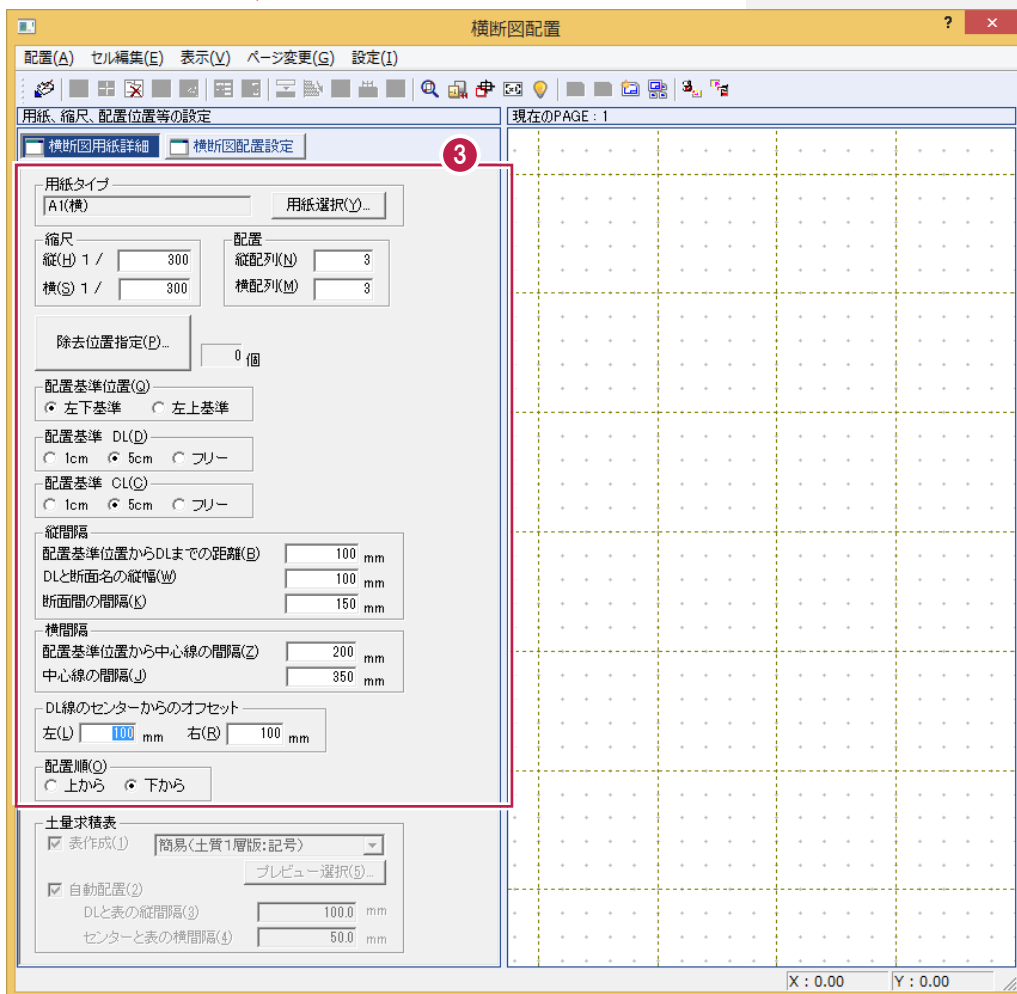 横断図配置
?
×
配置(A) セル編集(E) 表示(V) ページ変更(G) 設定(I)
用紙、縮尺、配置位置等の設定
現在のPAGE : 1
横断図用紙詳細
横断図配置設定
3
用紙タイプ
A1(横)
用紙選択(Y)...
縮尺
縦(H) 1 / 300
横(S) 1 / 300
配置
縦配列(N) 3
横配列(M) 3
除去位置指定(P)...
0 個
配置基準位置(Q)
左下基準 左上基準
配置基準 DL(D)
1cm 5cm フリー
配置基準 CL(C)
1cm 5cm フリー
縦間隔
配置基準位置からDLまでの距離(B) 100 mm
DLと断面名の縦幅(W) 100 mm
断面間の間隔(K) 150 mm
横間隔
配置基準位置から中心線の間隔(Z) 200 mm
中心線の間隔(J) 350 mm
DL線のセンターからのオフセット
左(L) 100 mm 右(R) 100 mm
配置順(O)
上から 下から
土量求積表
表作成(1) 簡易(土質1層版:記号)
プレビュー選択(5)...
自動配置(2)
DLと表の縦間隔(3) 100.0 mm
センターと表の横間隔(4) 50.0 mm
X : 0.00 Y : 0.00